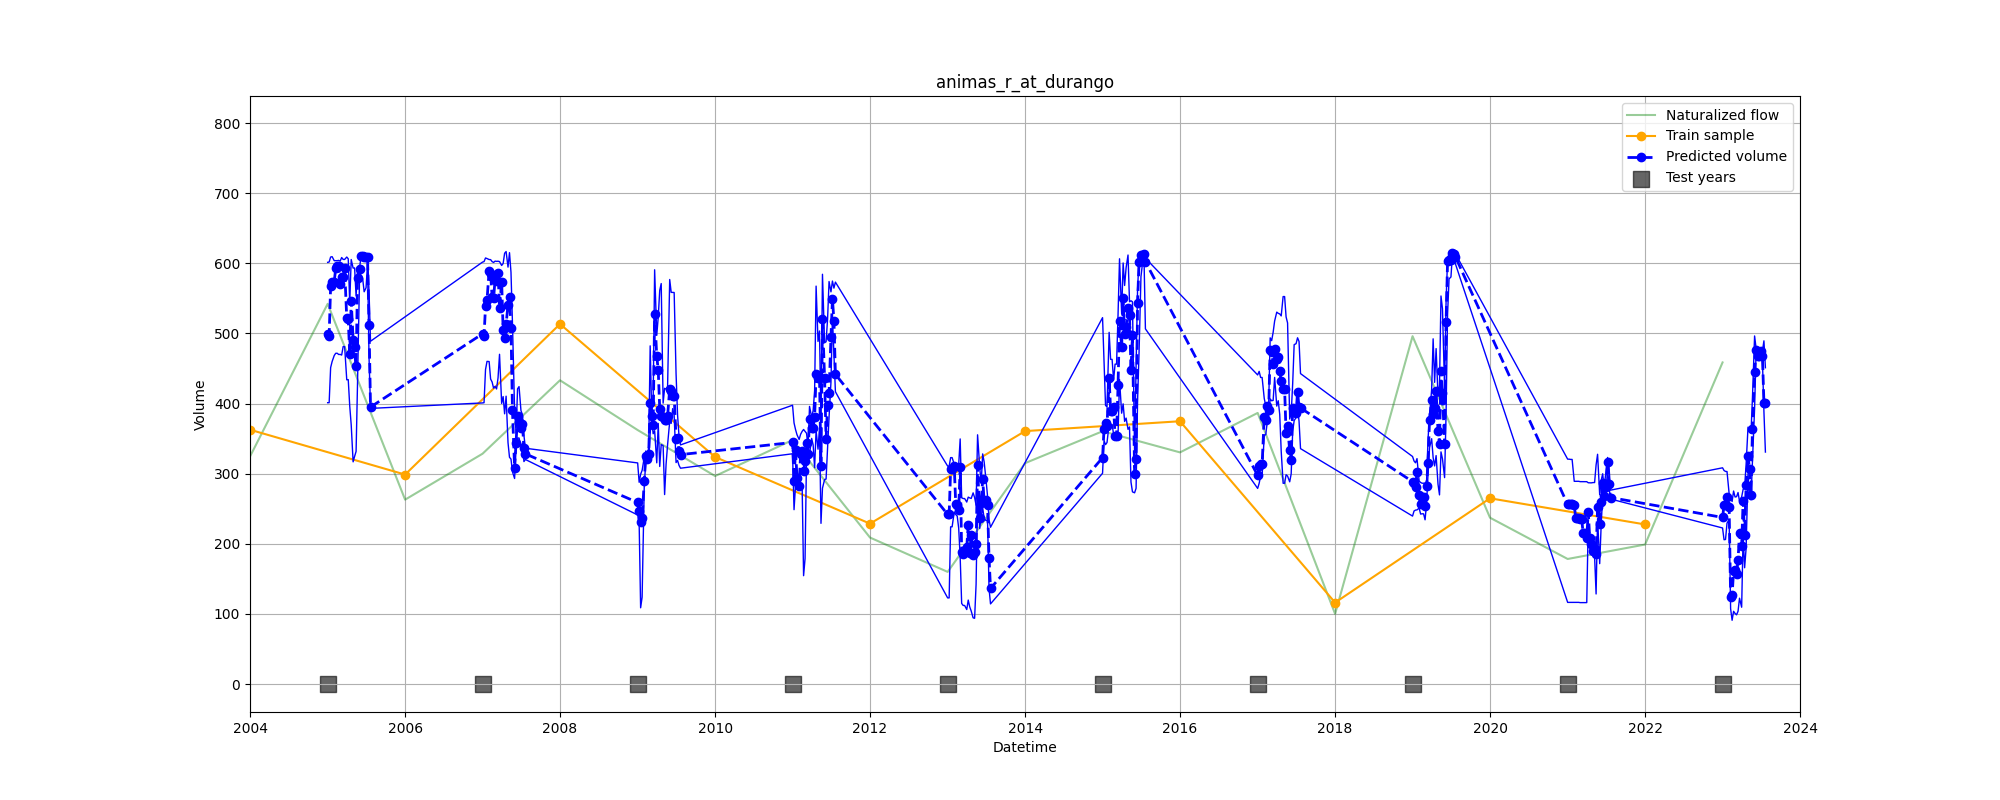 animas_r_at_durango
800
700
600
500
400
300
200
100
0
Volume
Naturalized flow
Train sample
Predicted volume
Test years
2004 2006 2008 2010 2012 2014 2016 2018 2020 2022 2024
Datetime